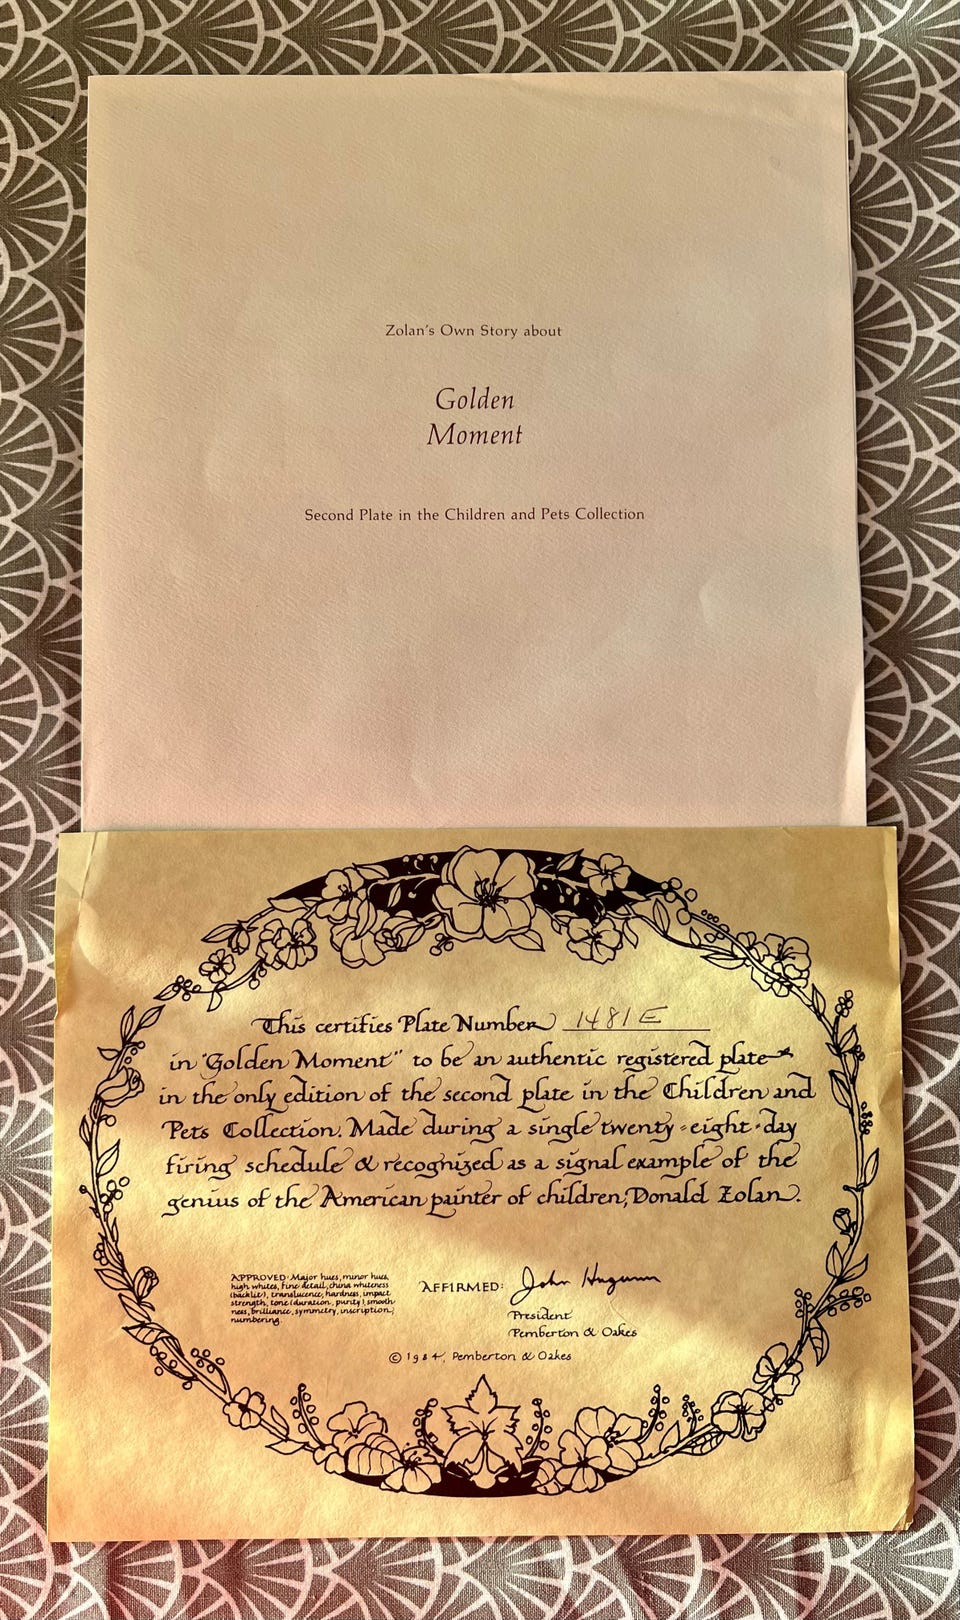 Zolan's Own Story about
Golden
Moment
Second Plate in the Children and Pets Collection
This certifies Plate Number 1481E
in "Golden Moment" to be an authentic registered plate
in the only edition of the second plate in the Children and
Pets Collection. Made during a single twenty-eight-day
firing schedule & recognized as a signal example of the
genius of the American painter of children, Donald Zolan.
APPROVED: Major hues, minor hues,
high whites, fine detail, china whiteness
(backlit), translucence, hardness, impact
strength, tone (duration, purity), smooth-
ness, brilliance, symmetry, inscription,
numbering.
AFFIRMED: John
President
Pemberton & Oakes
© 1984, Pemberton & Oakes